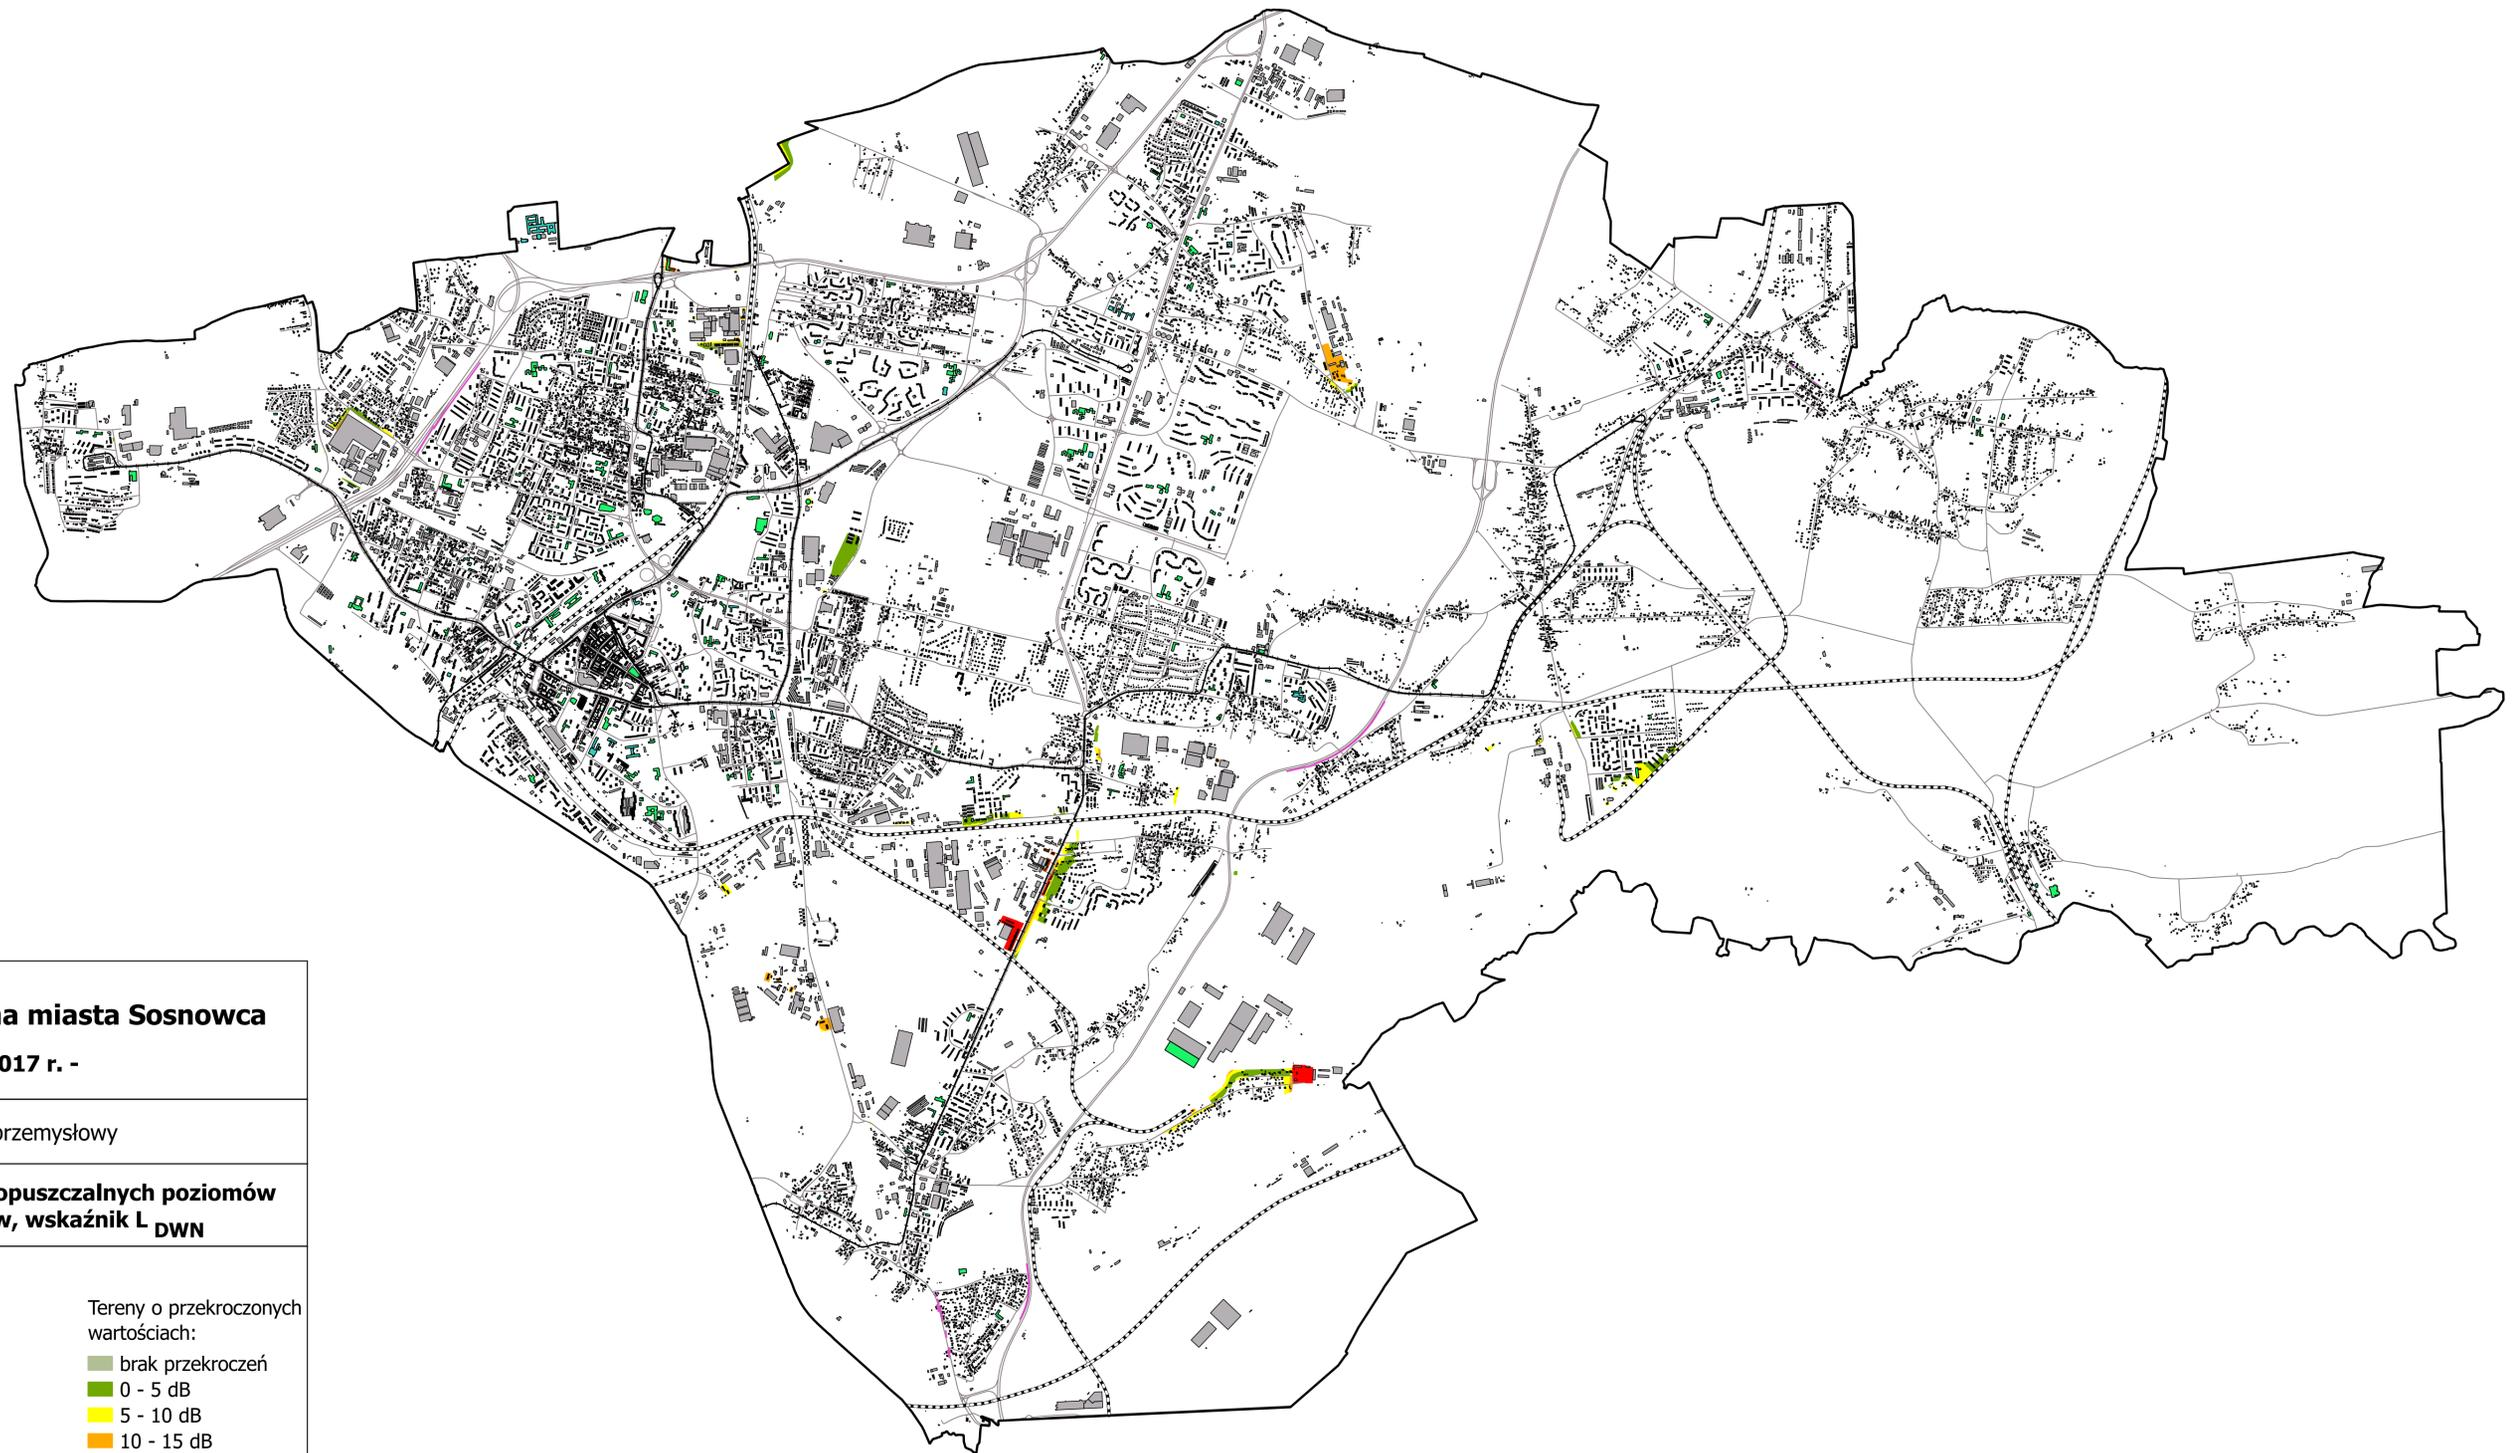 miasta Sosnowca
017 r. -
opuszczalnych poziomów
wskaźnik L DWN
Tereny o przekroczonych
wartościach:
brak przekroczeń
0 - 5 dB
5 - 10 dB
10 - 15 dB